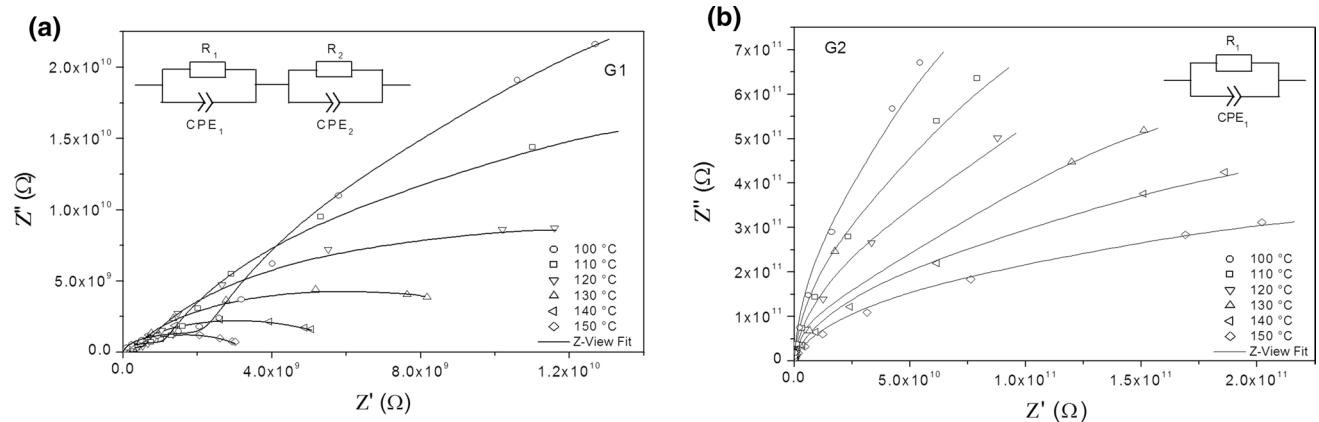 (a)
G1
R1
R2
CPE1
CPE2
2.0x10^10
1.5x10^10
1.0x10^10
5.0x10^9
0.0
Z'' (Ω)
100 °C
110 °C
120 °C
130 °C
140 °C
150 °C
Z-View Fit
0.0
4.0x10^9
8.0x10^9
1.2x10^10
Z' (Ω)
(b)
G2
R1
CPE1
7x10^11
6x10^11
5x10^11
4x10^11
3x10^11
2x10^11
1x10^11
0
Z'' (Ω)
100 °C
110 °C
120 °C
130 °C
140 °C
150 °C
Z-View Fit
0.0
5.0x10^10
1.0x10^11
1.5x10^11
2.0x10^11
Z' (Ω)